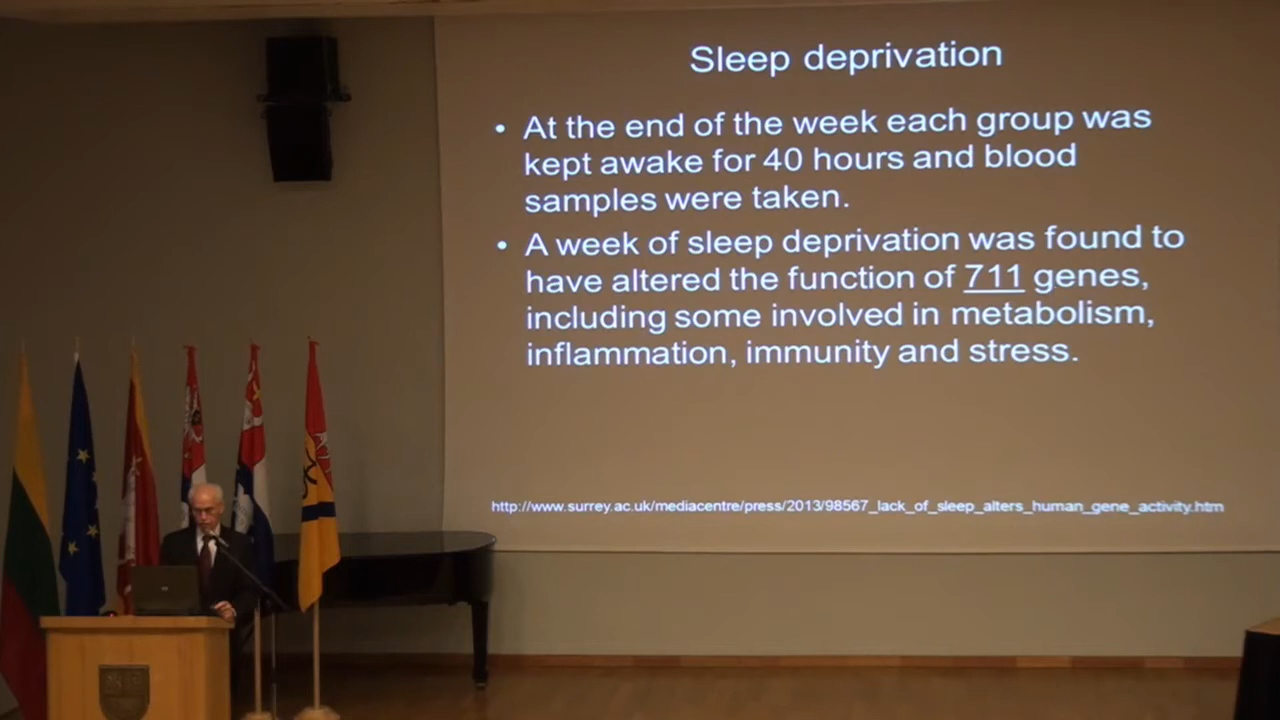 Sleep deprivation
• At the end of the week each group was
kept awake for 40 hours and blood
samples were taken.
• A week of sleep deprivation was found to
have altered the function of 711 genes,
including some involved in metabolism,
inflammation, immunity and stress.
http://www.surrey.ac.uk/mediacentre/press/2013/98567_lack_of_sleep_alters_human_gene_activity.htm